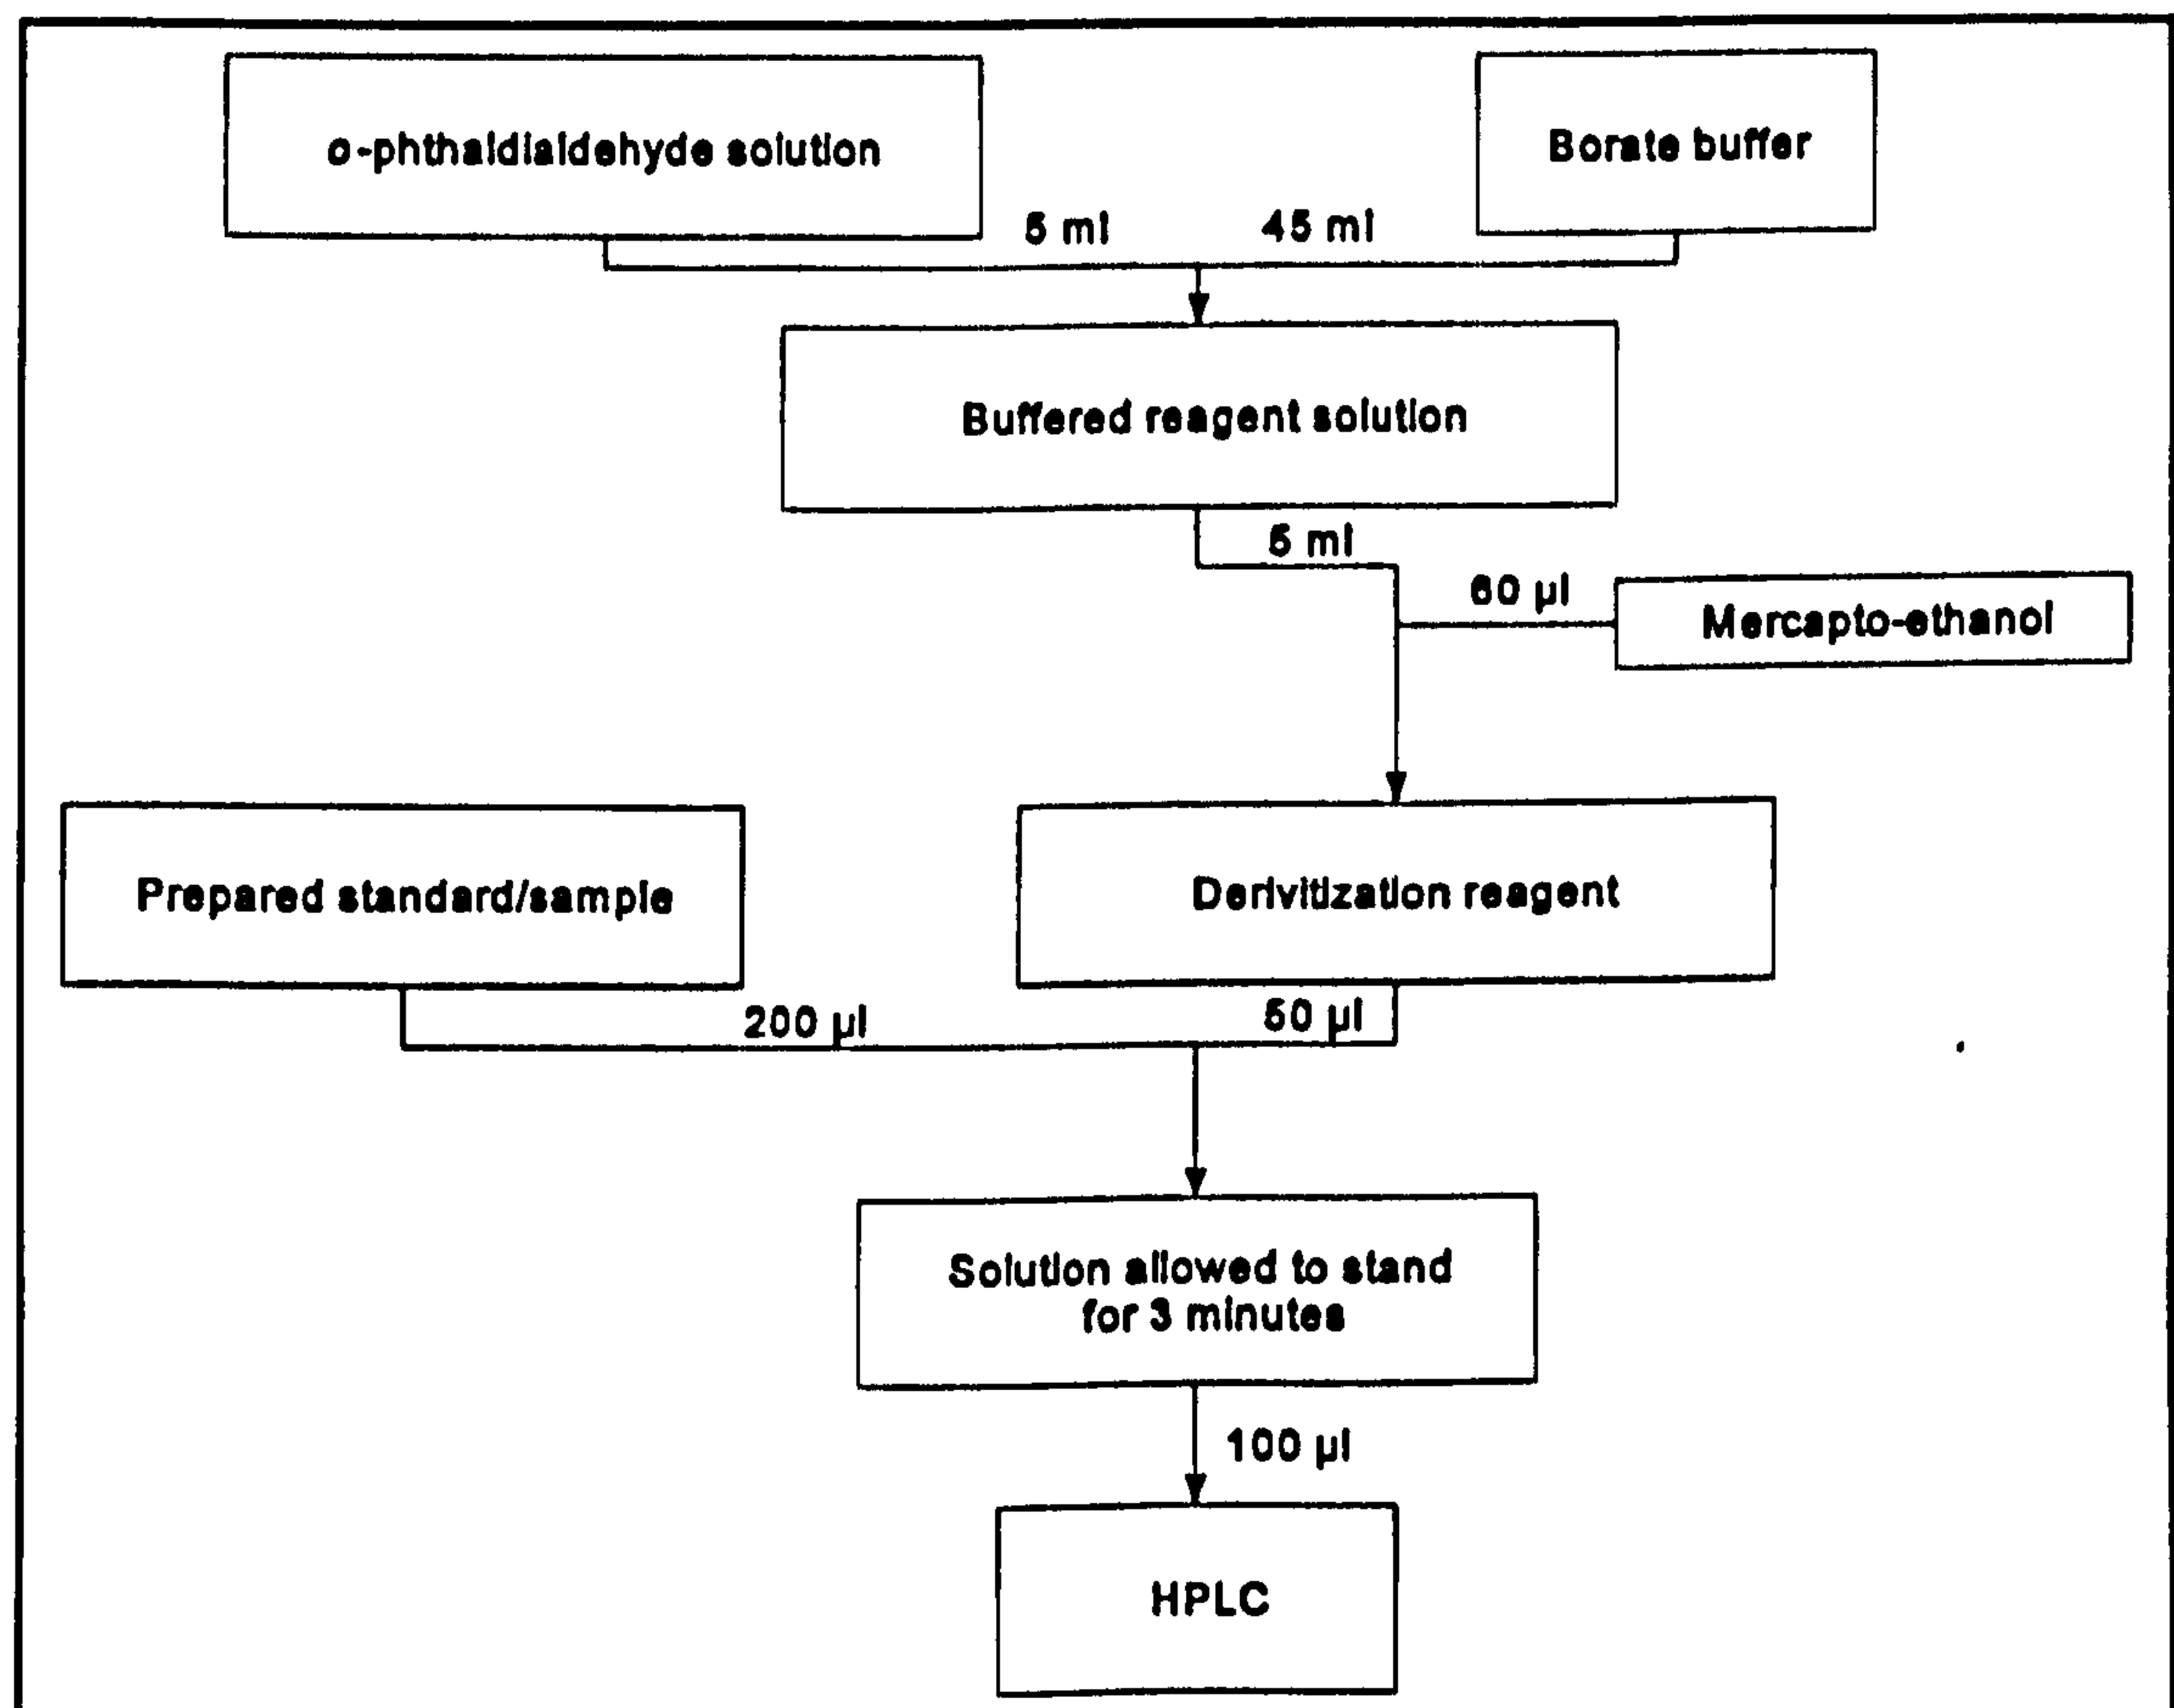 o-phthaldialdehyde solution
Borate buffer
5 ml
45 ml
Buffered reagent solution
5 ml
60 µl
Mercapto-ethanol
Prepared standard/sample
Derivitization reagent
200 µl
50 µl
Solution allowed to stand
for 3 minutes
100 µl
HPLC